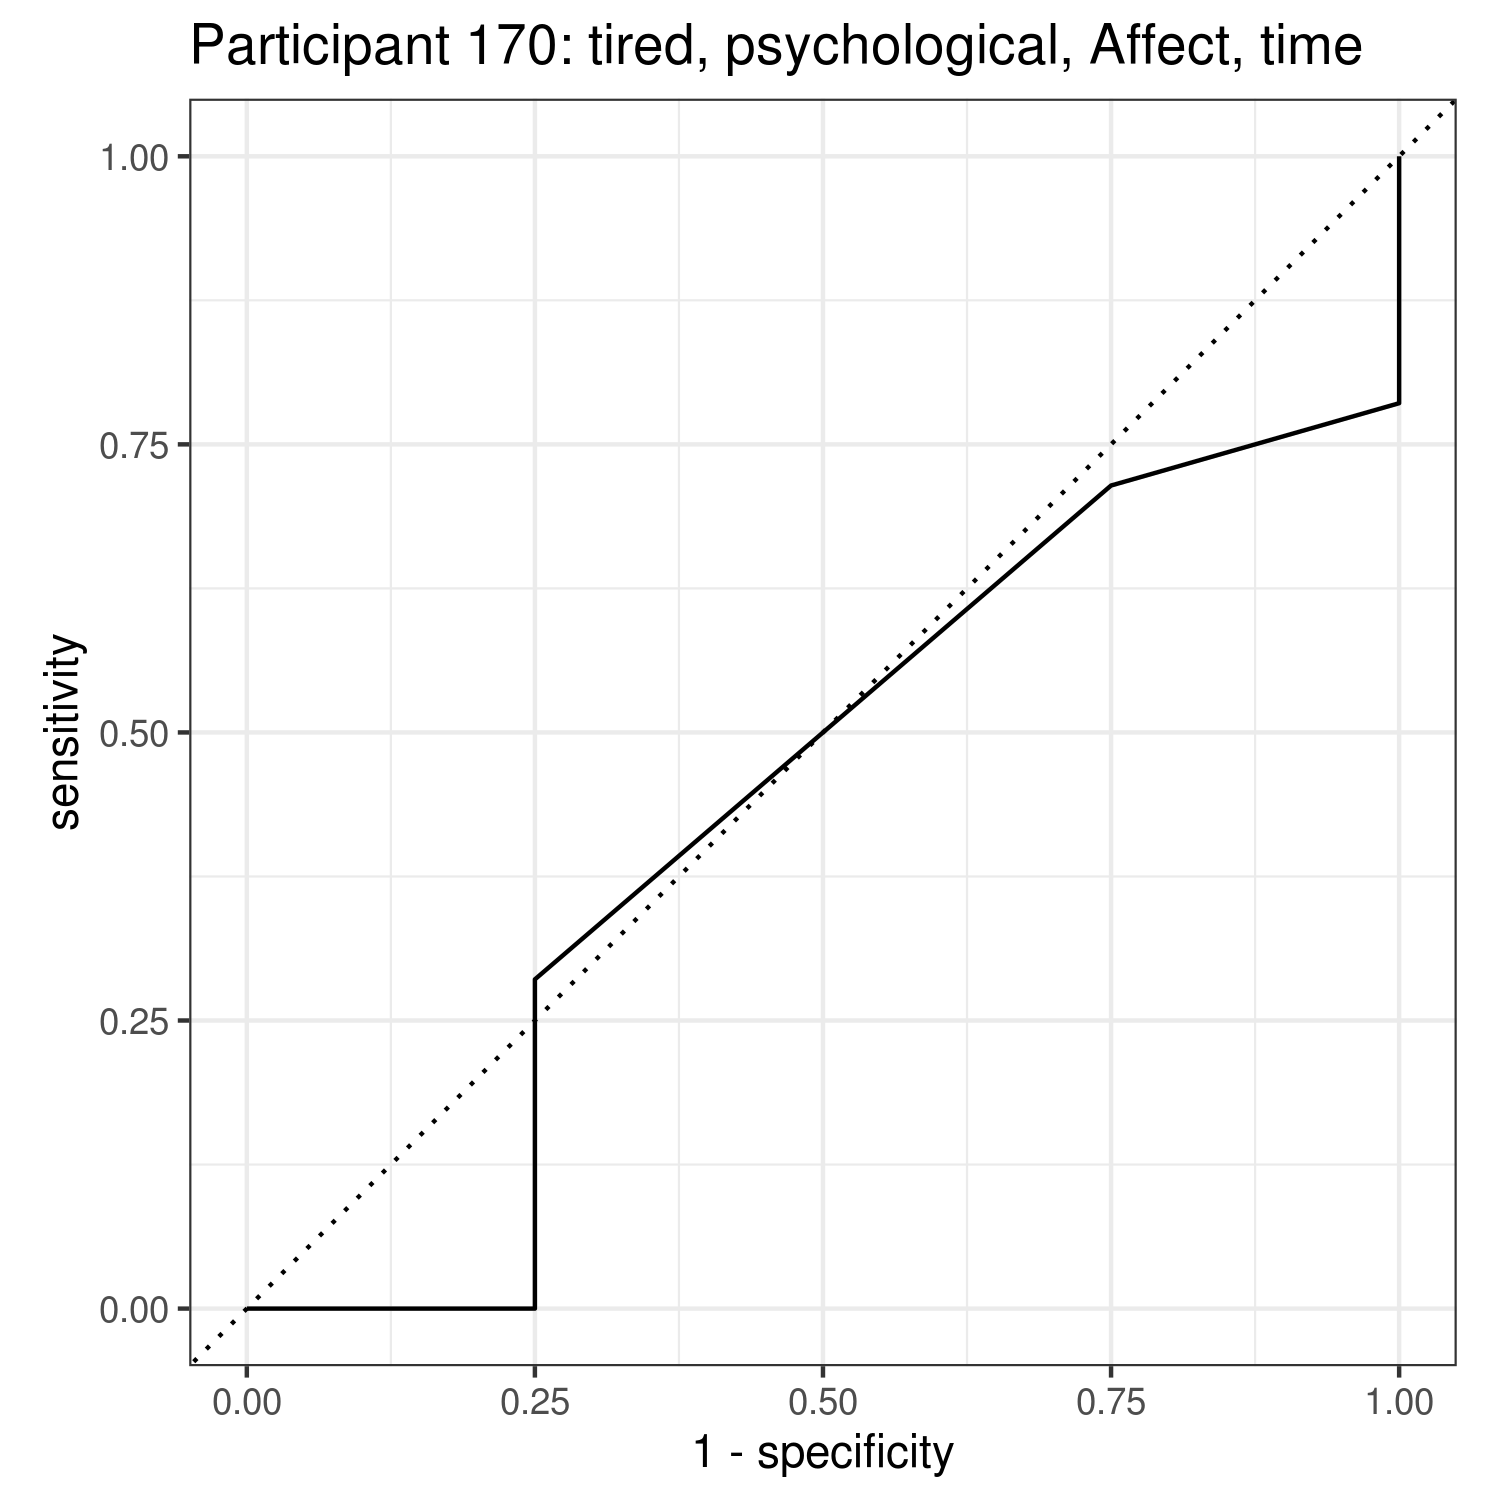 Participant 170: tired, psychological, Affect, time
1.00
0.75
0.50
0.25
0.00
sensitivity
0.00 0.25 0.50 0.75 1.00
1 - specificity